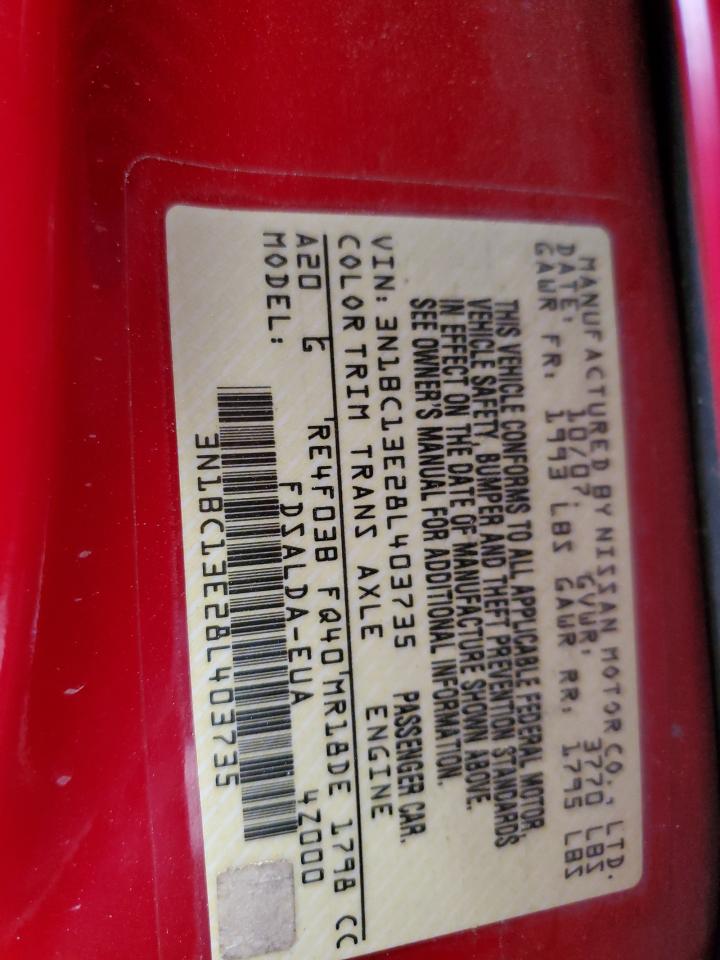 MANUFACTURED BY NISSAN MOTOR CO., LTD.
DATE: 10/07; GVWR: 3770 LBS
GAWR FR: 1993 LBS GAWR RR: 1795 LBS
THIS VEHICLE CONFORMS TO ALL APPLICABLE FEDERAL MOTOR
VEHICLE SAFETY, BUMPER AND THEFT PREVENTION STANDARDS
IN EFFECT ON THE DATE OF MANUFACTURE SHOWN ABOVE.
SEE OWNER'S MANUAL FOR ADDITIONAL INFORMATION.
VIN: 3N1BC13E28L403735 PASSENGER CAR.
COLOR TRIM TRANS AXLE ENGINE
A20 G RE4F03B FQ40 MR18DE 1798 CC
MODEL: FDSALDA-EUA 4Z000
3N1BC13E28L403735